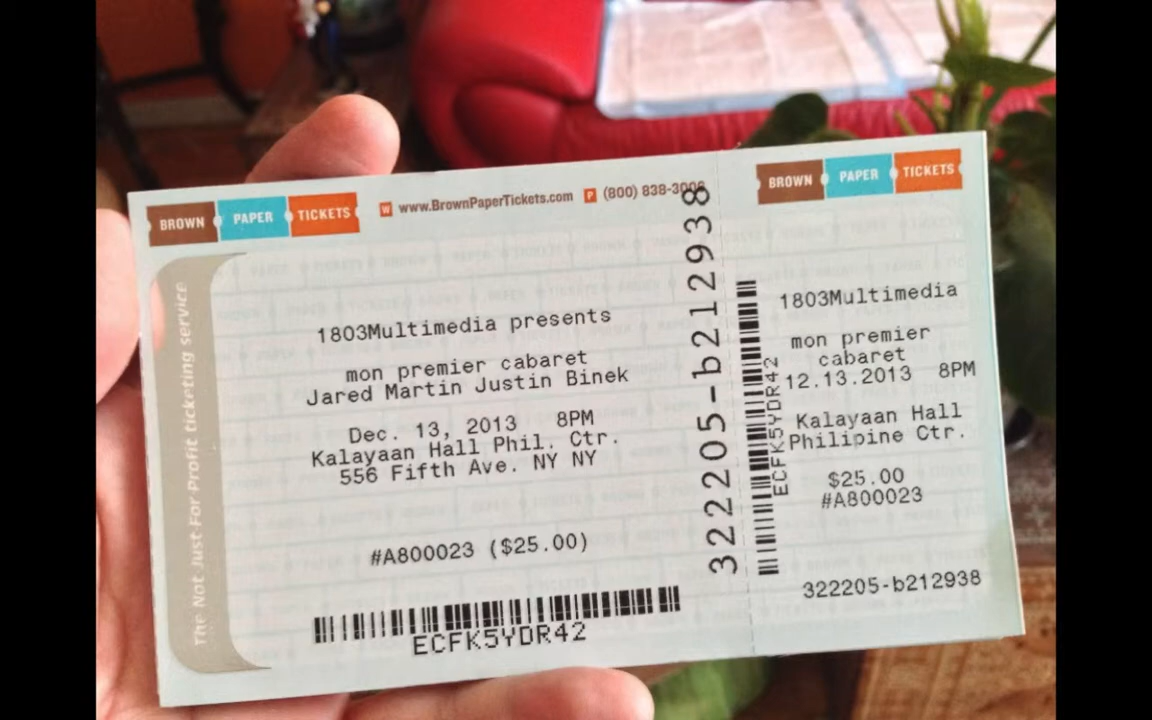 BROWN PAPER TICKETS
www.BrownPaperTickets.com
(800) 838-3006
The Not Just For Profit ticketing service
1803Multimedia presents
mon premier cabaret
Jared Martin Justin Binek
Dec. 13, 2013 8PM
Kalayaan Hall Phil. Ctr.
556 Fifth Ave. NY NY
#A800023 ($25.00)
ECFK5YDR42
322205-b212938
BROWN PAPER TICKETS
ECFK5YDR42
1803Multimedia
mon premier
cabaret
12.13.2013 8PM
Kalayaan Hall
Philipine Ctr.
$25.00
#A800023
322205-b212938